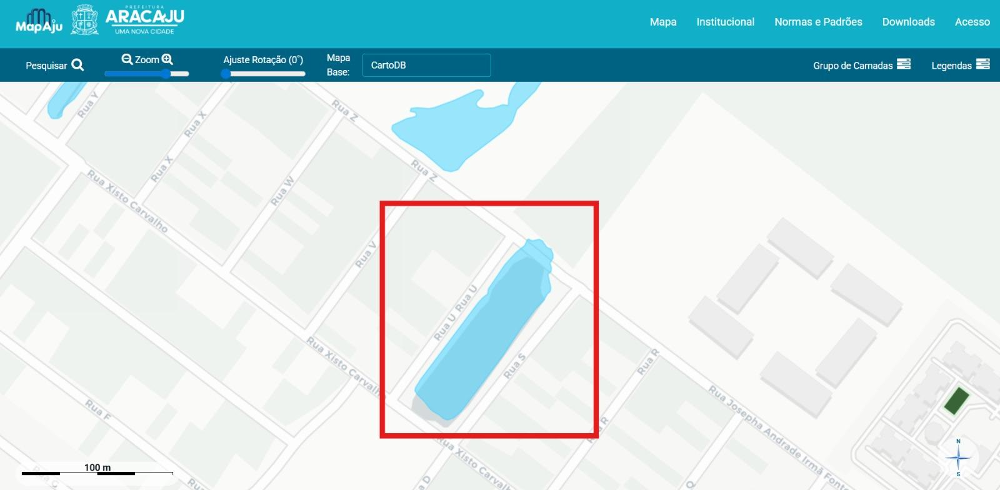 MapAju
PREFEITURA
ARACAJU
UMA NOVA CIDADE
Mapa
Institucional
Normas e Padrões
Downloads
Acesso
Pesquisar
Zoom
Ajuste Rotação (0°)
Mapa
Base:
CartoDB
Grupo de Camadas
Legendas
Rua Y
Rua X
Rua Z
Rua X
Rua W
Rua Z
Rua Xisto Carvalho
Rua V
Rua U
Rua U
Rua S
Rua Xisto Carvalho
Rua R
Rua F
Rua Josepha Andrade Irmã Fonte
Rua Xisto Carvalho
Rua
N
S
100 m